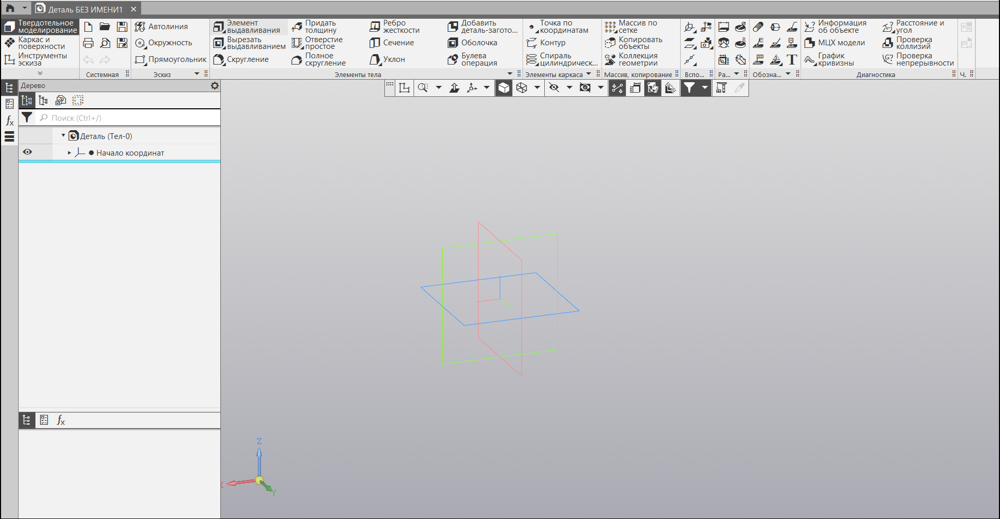 Деталь БЕЗ ИМЕНИ1
Твердотельное
моделирование
Каркас и
поверхности
Инструменты
эскиза
Системная
Автолиния
Окружность
Прямоугольник
Эскиз
Элемент
выдавливания
Вырезать
выдавливанием
Скругление
Придать
толщину
Отверстие
простое
Полное
скругление
Ребро
жесткости
Сечение
Уклон
Добавить
деталь-загото...
Оболочка
Булева
операция
Элементы тела
Точка по
координатам
Контур
Спираль
цилиндрическ...
Элементы каркаса
Массив по
сетке
Копировать
объекты
Коллекция
геометрии
Массив, копирование
Вспо...
Ра...
Обозна...
Информация
об объекте
МЦХ модели
График
кривизны
Расстояние и
угол
Проверка
коллизий
Проверка
непрерывности
Диагностика
Ч.
Дерево
Поиск (Ctrl+/)
Деталь (Тел-0)
Начало координат
Z
X
Y